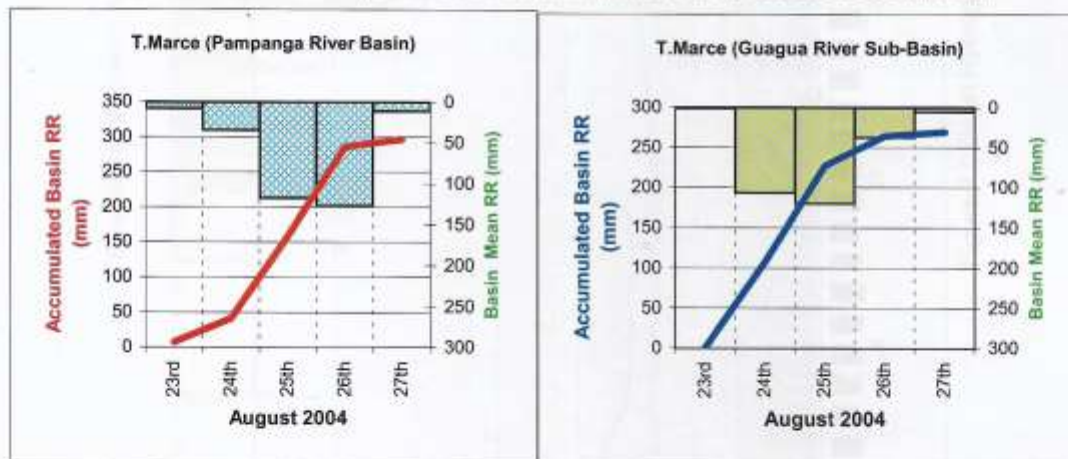 T.Marce (Pampanga River Basin)
Accumulated Basin RR
(mm)
350
300
250
200
150
100
50
0
0
50
100
150
200
250
300
Basin Mean RR (mm)
23rd
24th
25th
26th
27th
August 2004
T.Marce (Guagua River Sub-Basin)
Accumulated Basin RR
(mm)
300
250
200
150
100
50
0
0
50
100
150
200
250
300
Basin Mean RR (mm)
23rd
24th
25th
26th
27th
August 2004